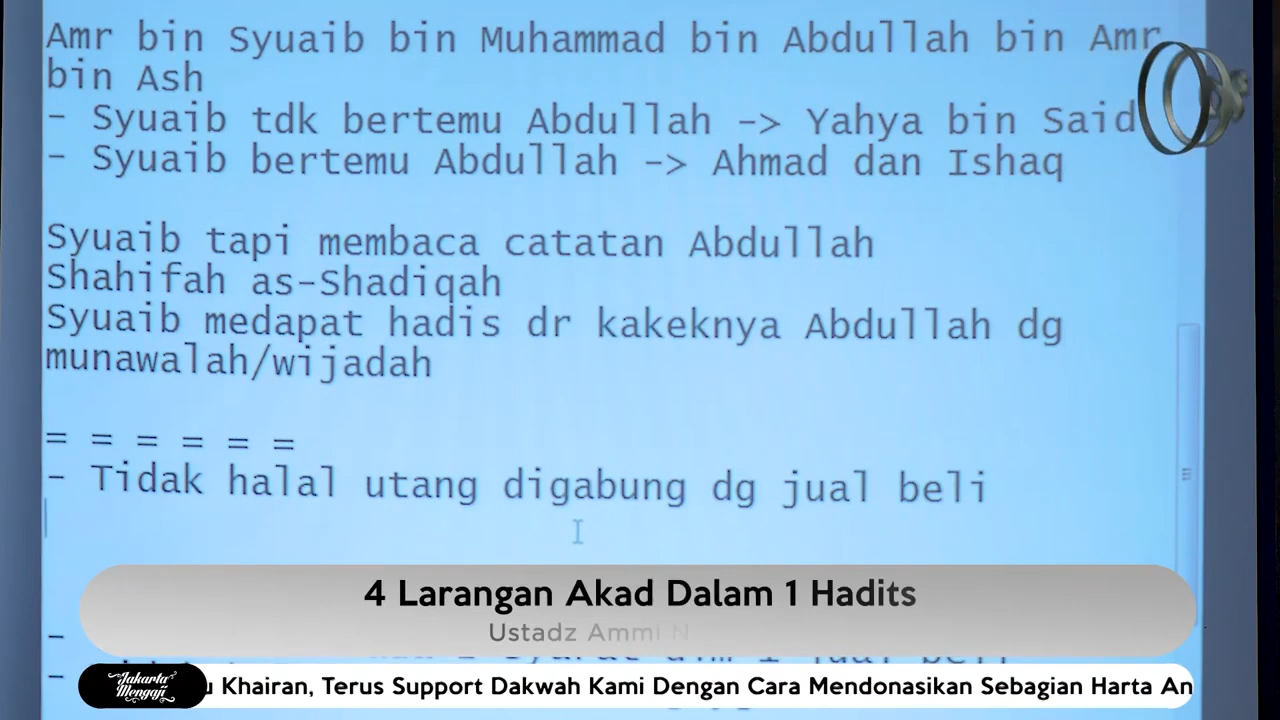 Amr bin Syuaib bin Muhammad bin Abdullah bin Amr
bin Ash
- Syuaib tdk bertemu Abdullah -> Yahya bin Said
- Syuaib bertemu Abdullah -> Ahmad dan Ishaq
Syuaib tapi membaca catatan Abdullah
Shahifah as-Shadiqah
Syuaib medapat hadis dr kakeknya Abdullah dg
munawalah/wijadah
= = = = = =
- Tidak halal utang digabung dg jual beli
4 Larangan Akad Dalam 1 Hadits
Ustadz Ammi N
-
- jual beli
Jakarta Mengaji
u Khairan, Terus Support Dakwah Kami Dengan Cara Mendonasikan Sebagian Harta An